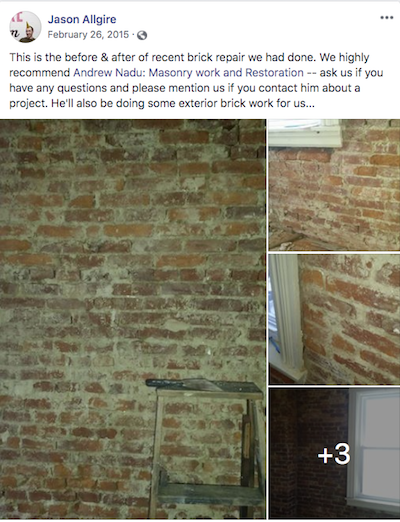 Jason Allgire
February 26, 2015 ·
This is the before & after of recent brick repair we had done. We highly
recommend Andrew Nadu: Masonry work and Restoration -- ask us if you
have any questions and please mention us if you contact him about a
project. He'll also be doing some exterior brick work for us...
+3